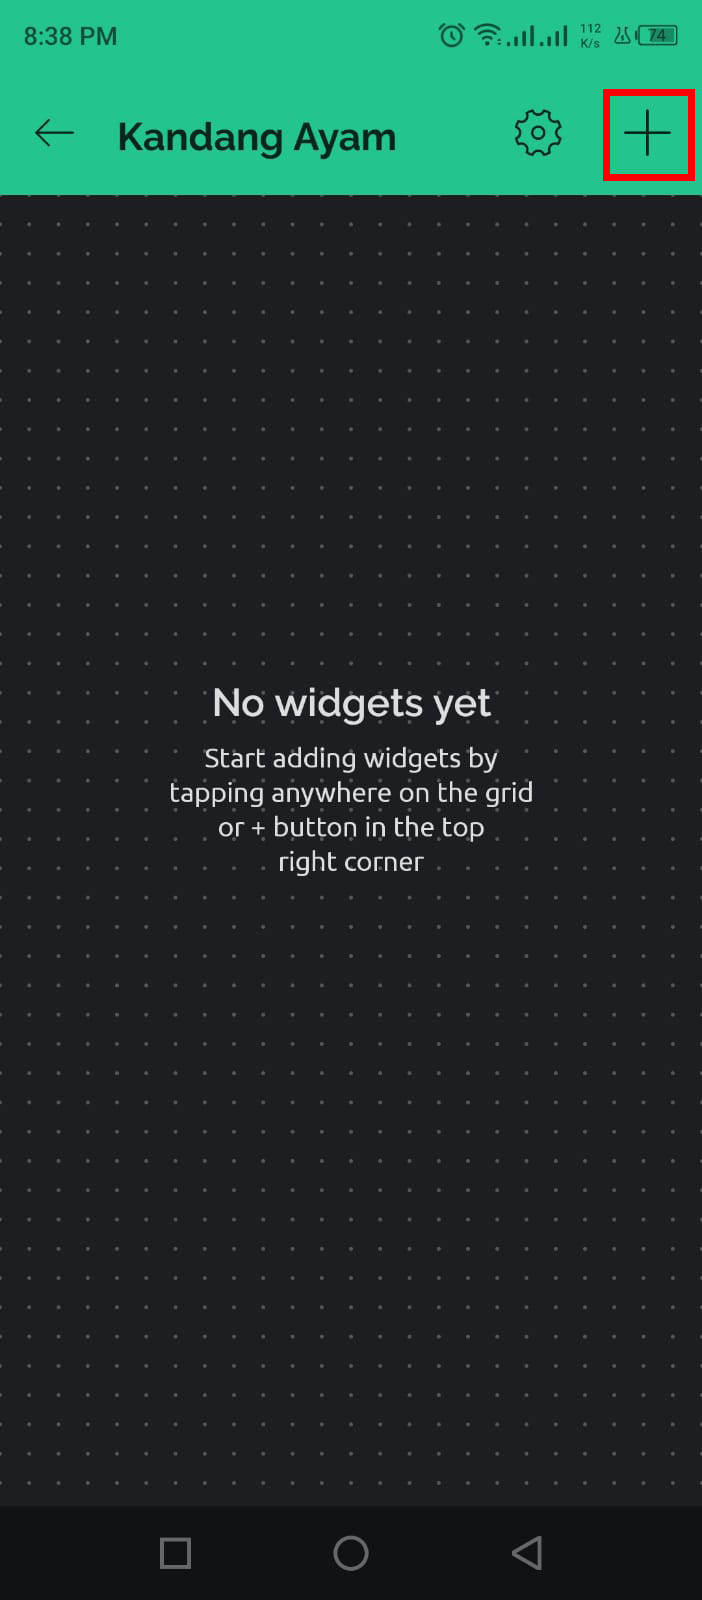 8:38 PM
112
K/s
74
Kandang Ayam
No widgets yet
Start adding widgets by
tapping anywhere on the grid
or + button in the top
right corner